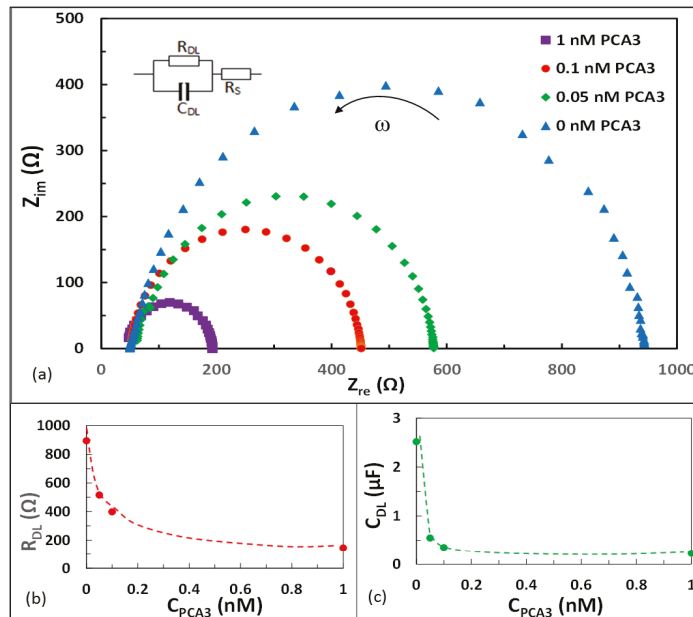 R_DL
C_DL
R_S
1 nM PCA3
0.1 nM PCA3
0.05 nM PCA3
0 nM PCA3
ω
500
400
300
200
100
0
Z_im (Ω)
0 200 400 600 800 1000
Z_re (Ω)
(a)
1000
800
600
400
200
0
R_DL (Ω)
0 0.2 0.4 0.6 0.8 1
C_PCA3 (nM)
(b)
3
2
1
0
C_DL (μF)
0 0.2 0.4 0.6 0.8 1
C_PCA3 (nM)
(c)